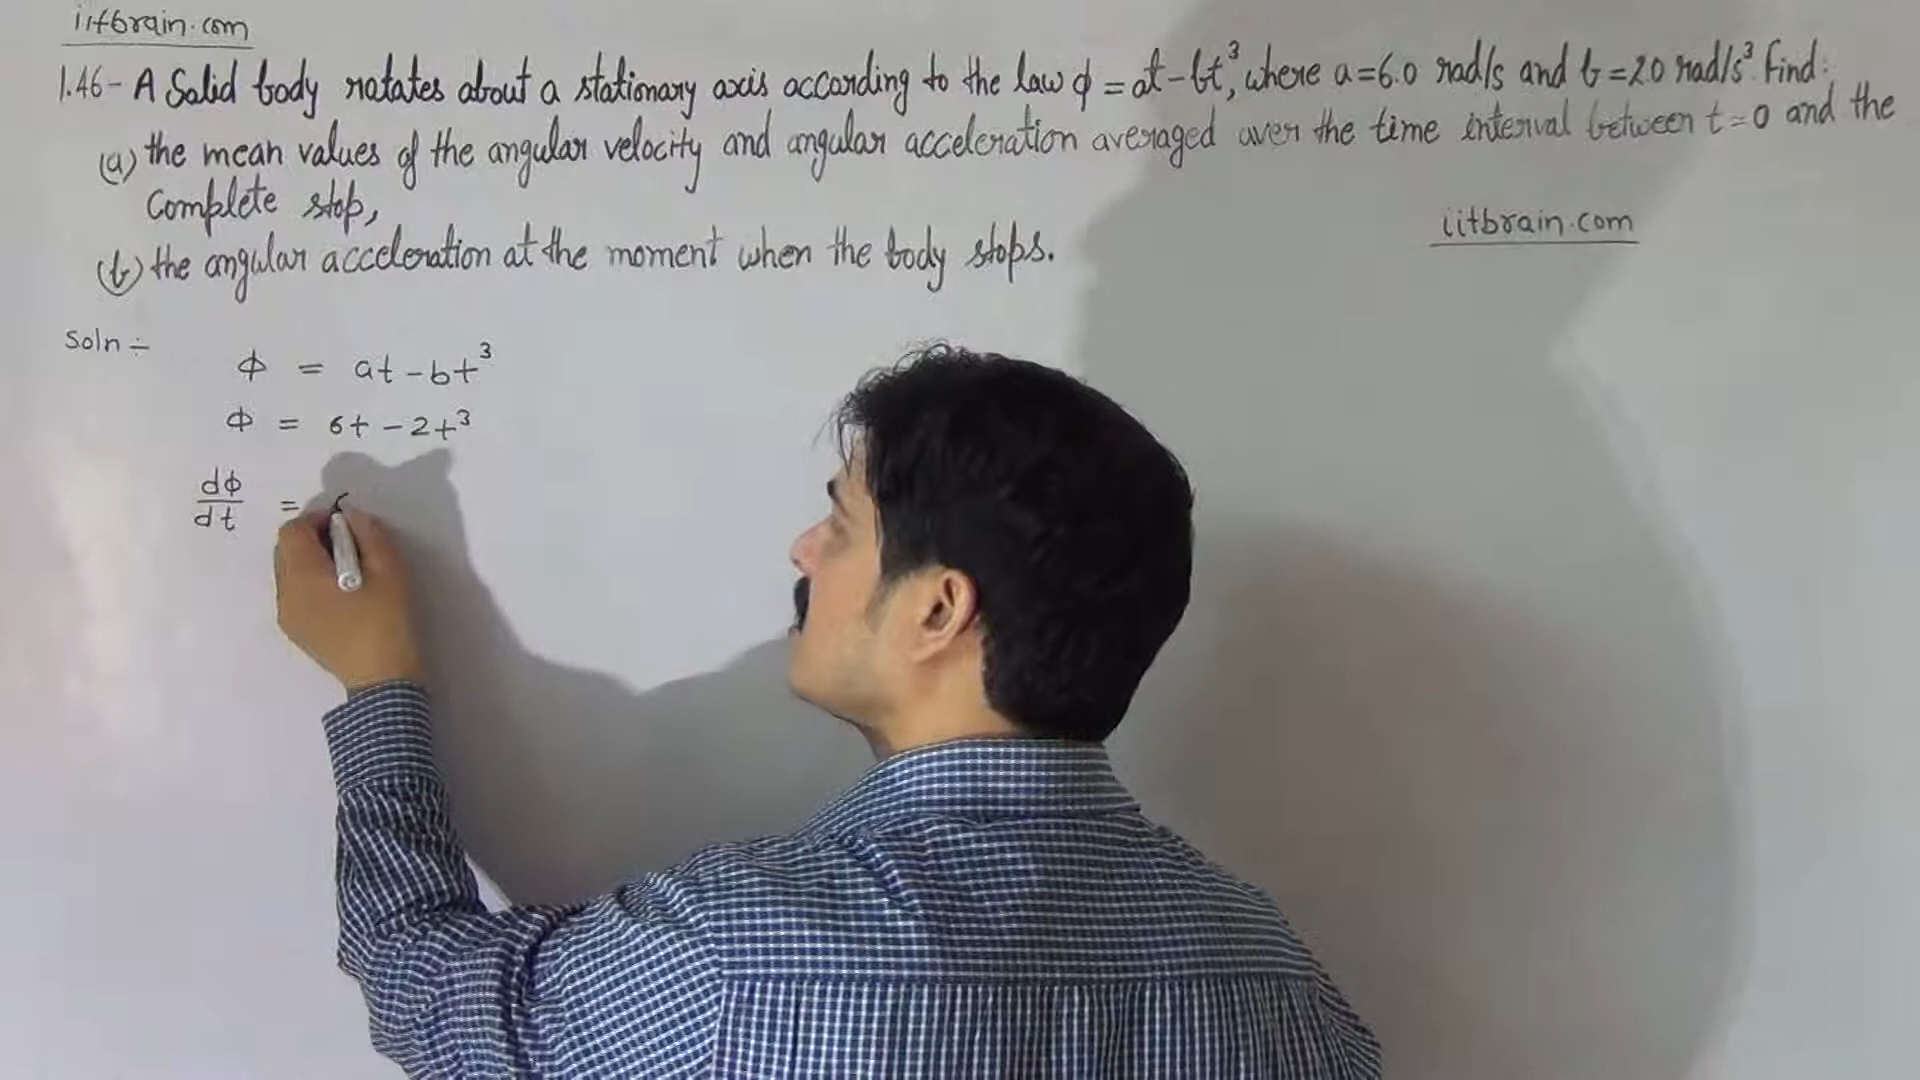 iitbrain.com
1.46- A Solid body rotates about a stationary axis according to the law ϕ = at - bt³, where a = 6.0 rad/s and b = 2.0 rad/s³. Find:
(a) the mean values of the angular velocity and angular acceleration averaged over the time interval between t = 0 and the
Complete stop,
iitbrain.com
(b) the angular acceleration at the moment when the body stops.
Soln ÷
ϕ = at - bt³
ϕ = 6t - 2t³
dϕ/dt =